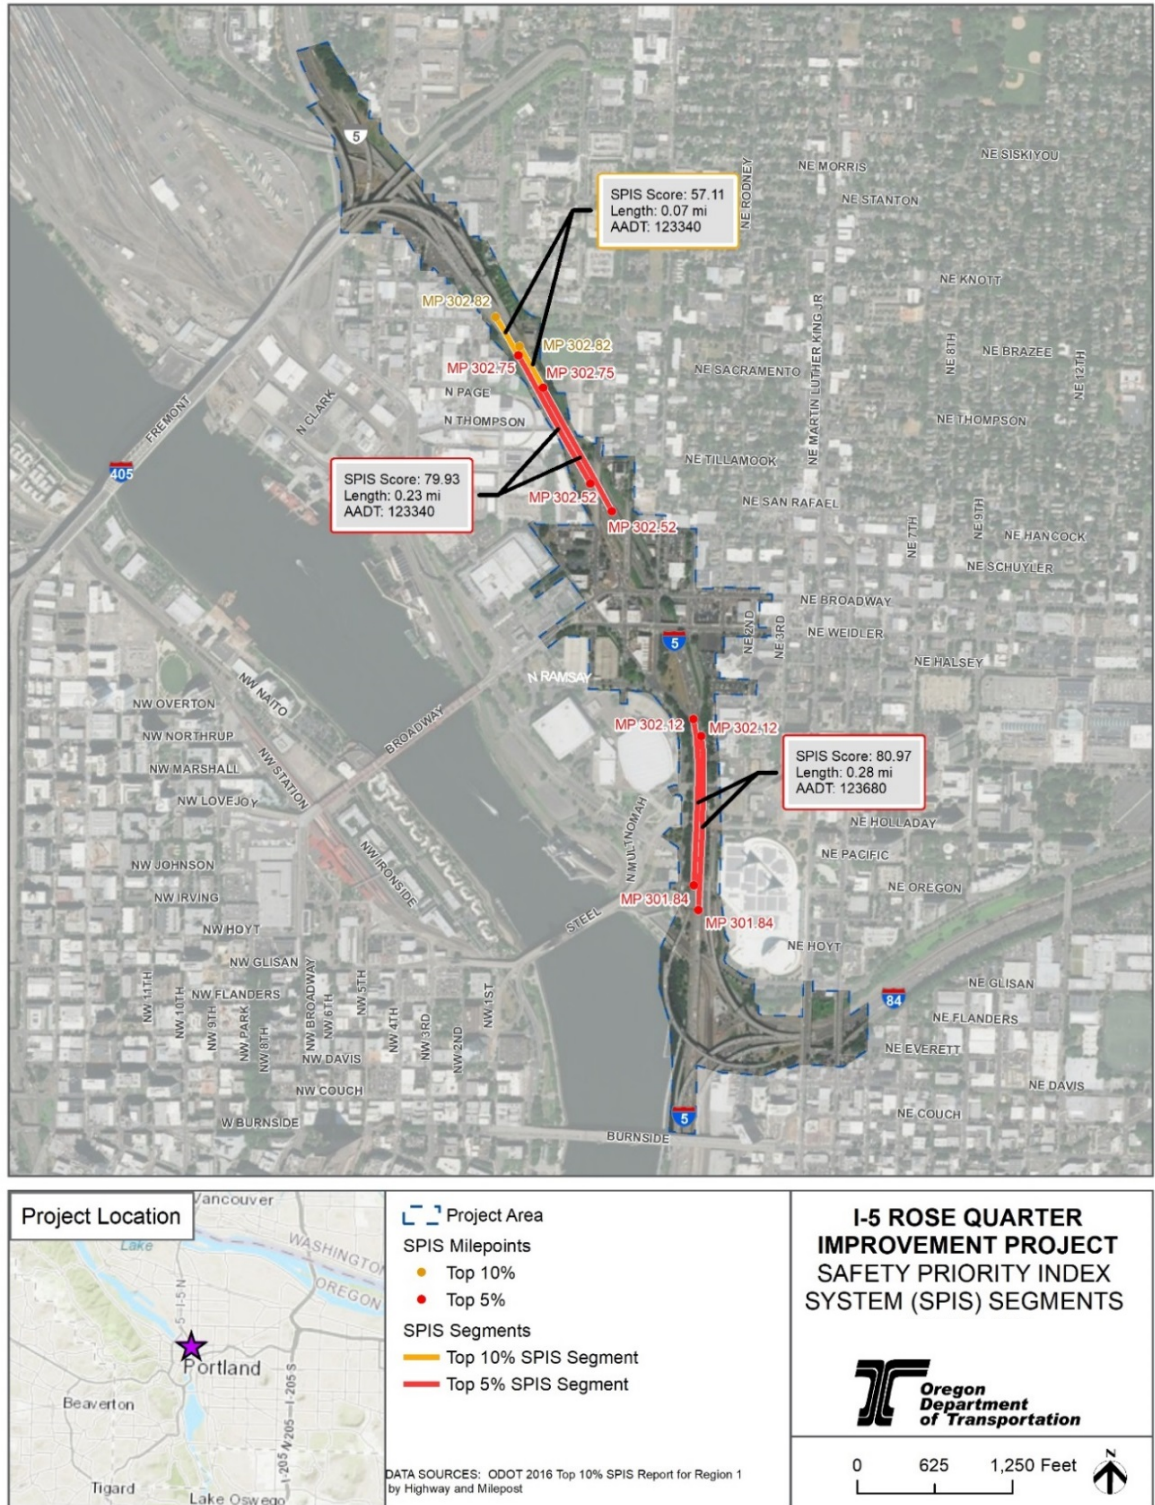 5
NE SISKIYOU
NE MORRIS
NE RODNEY
NE STANTON
SPIS Score: 57.11
Length: 0.07 mi
AADT: 123340
NE KNOTT
MP 302.82
MP 302.82
NE MARTIN LUTHER KING JR
NE 8TH
NE BRAZEE
NE 12TH
MP 302.75
MP 302.75
NE SACRAMENTO
N PAGE
N CLARK
N THOMPSON
NE THOMPSON
FREMONT
405
NE TILLAMOOK
SPIS Score: 79.93
Length: 0.23 mi
AADT: 123340
MP 302.52
MP 302.52
NE SAN RAFAEL
NE 9TH
NE 7TH
NE HANCOCK
NE SCHUYLER
NE BROADWAY
NE 2ND
NE 3RD
NE WEIDLER
5
NE HALSEY
N RAMSAY
NW NAITO
NW OVERTON
BROADWAY
MP 302.12
MP 302.12
NW NORTHRUP
NW STATION
SPIS Score: 80.97
Length: 0.28 mi
AADT: 123680
NW MARSHALL
NW LOVEJOY
N MULTNOMAH
NE HOLLADAY
NE PACIFIC
NW JOHNSON
NW IRONSIDE
NE OREGON
NW IRVING
MP 301.84
MP 301.84
STEEL
NW HOYT
NE HOYT
NW GLISAN
NE GLISAN
NW 11TH
NW 10TH
NW FLANDERS
NW 9TH
NW PARK
NW 8TH
NW BROADWAY
NW 6TH
NW 5TH
NW 4TH
NW 3RD
NW 2ND
NW 1ST
84
NE FLANDERS
NE EVERETT
NW DAVIS
NE DAVIS
NW COUCH
NE COUCH
5
W BURNSIDE
BURNSIDE
Project Location
Vancouver
Lake
WASHINGTON
OREGON
5-I-5 N
Portland
Beaverton
I-205 N
205
I-205 S
Tigard
Lake Oswego
Project Area
SPIS Milepoints
Top 10%
Top 5%
SPIS Segments
Top 10% SPIS Segment
Top 5% SPIS Segment
DATA SOURCES: ODOT 2016 Top 10% SPIS Report for Region 1
by Highway and Milepost
I-5 ROSE QUARTER
IMPROVEMENT PROJECT
SAFETY PRIORITY INDEX
SYSTEM (SPIS) SEGMENTS
Oregon
Department
of Transportation
0 625 1,250 Feet
N